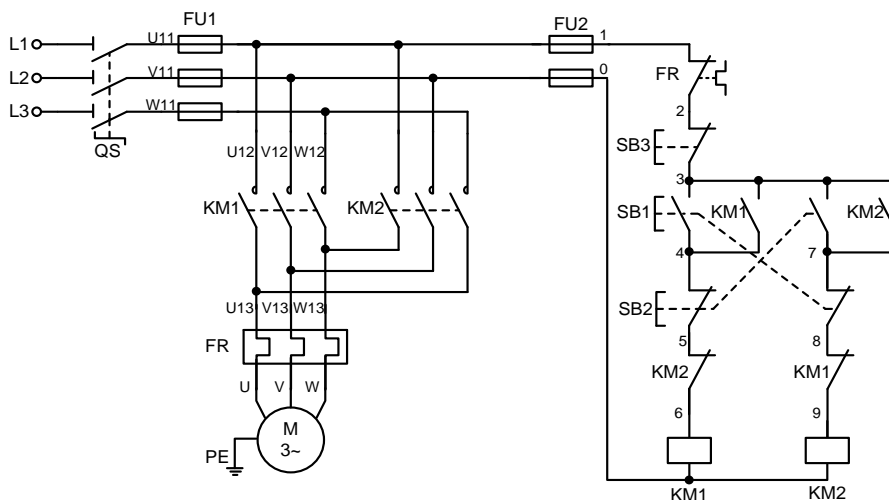 FU1
FU2
L1
U11
1
L2
V11
0
FR
L3
W11
2
QS
U12
V12
W12
SB3
3
KM1
KM2
SB1
KM1
KM2
4
7
U13
V13
W13
SB2
FR
5
8
KM2
KM1
U
V
W
6
9
M
3~
PE
KM1
KM2